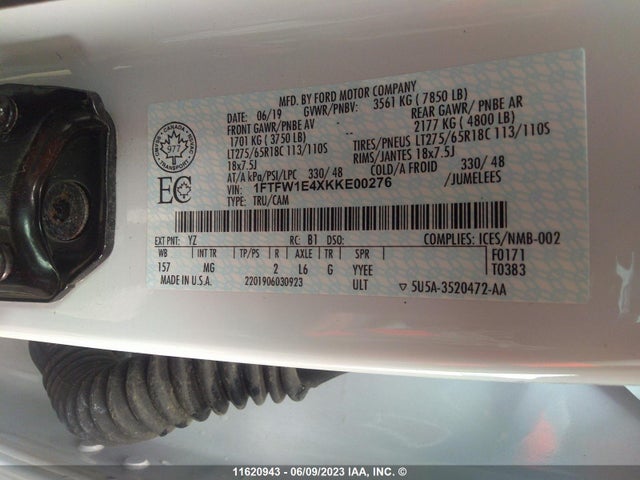 MFD. BY FORD MOTOR COMPANY
DATE: 06/19 GVWR/PNBV: 3561 KG ( 7850 LB)
FRONT GAWR/PNBE AV -- REAR GAWR/ PNBE AR
1701 KG ( 3750 LB) 2177 KG ( 4800 LB)
LT275/65R18C 113/110S TIRES/PNEUS LT275/65R18C 113/110S
18x7.5J RIMS/JANTES 18x7.5J
AT/A kPa/PSI/LPC 330/ 48 COLD/A FROID 330/ 48
VIN: 1FTFW1E4XKKE00276 /JUMELEES
TYPE: TRU/CAM
CANADA
977
TRANSPORT
EC
EXT PNT: YZ RC: B1 DSO: COMPLIES: ICES/NMB-002
WB INT TR TP/PS R AXLE TR SPR F0171
157 MG 2 L6 G YYEE T0383
MADE IN U.S.A. 2201906030923 ULT ▽ 5U5A-3520472-AA
11620943 - 06/09/2023 IAA, INC. ©